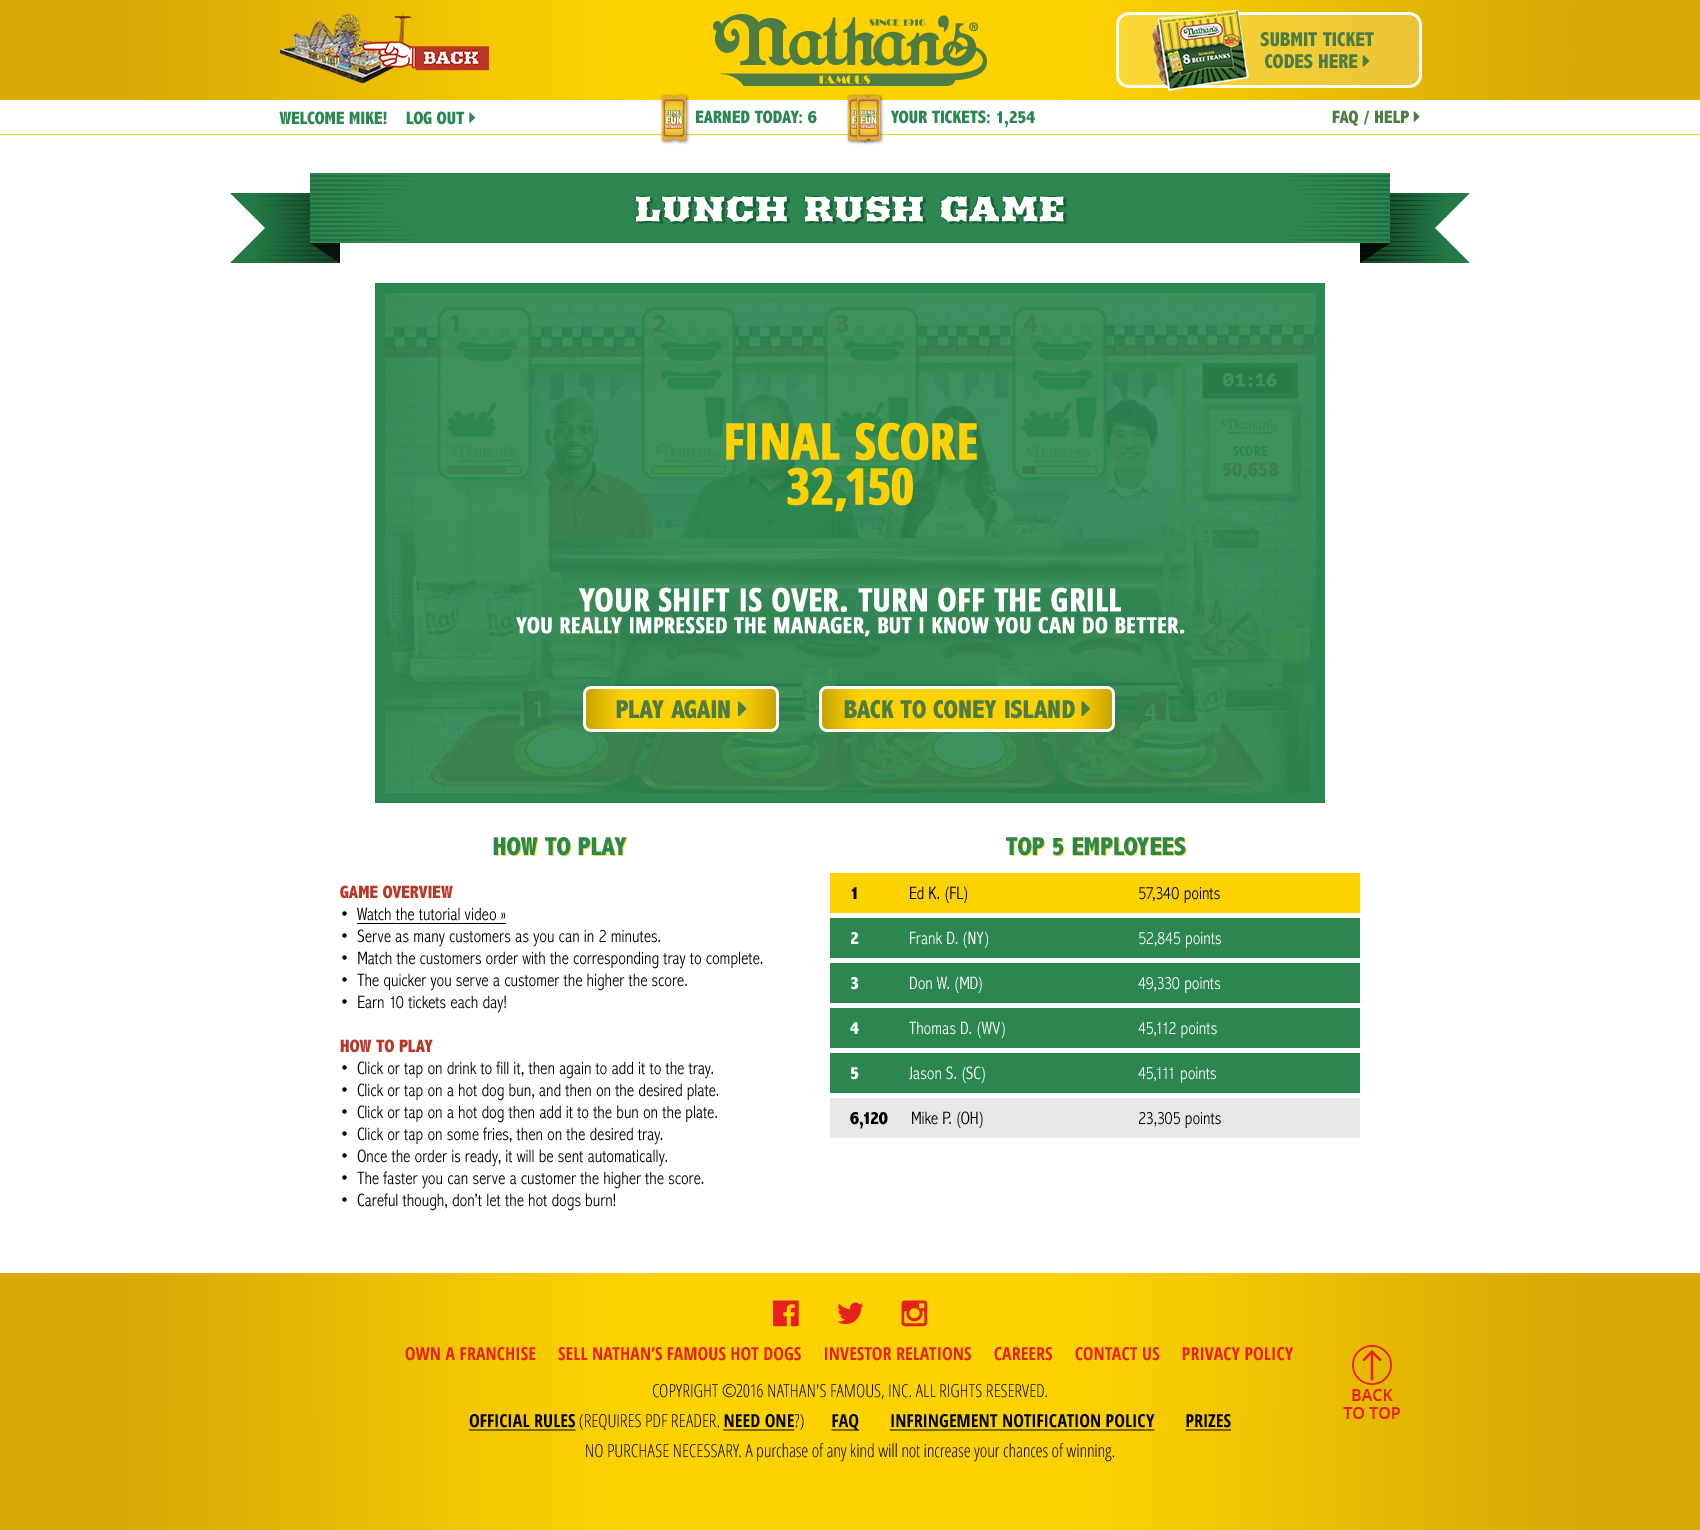 BACK
SINCE 1916
Nathan's®
FAMOUS
Nathan's
8 BEEF FRANKS
SUBMIT TICKET
CODES HERE
WELCOME MIKE! LOG OUT
FUN
EARNED TODAY: 6
FUN
YOUR TICKETS: 1,254
FAQ / HELP
LUNCH RUSH GAME
1 2 3 4
01:16
Nathan's
SCORE
50,658
FINAL SCORE
32,150
YOUR SHIFT IS OVER. TURN OFF THE GRILL
YOU REALLY IMPRESSED THE MANAGER, BUT I KNOW YOU CAN DO BETTER.
PLAY AGAIN
BACK TO CONEY ISLAND
1 4
HOW TO PLAY
GAME OVERVIEW
• Watch the tutorial video »
• Serve as many customers as you can in 2 minutes.
• Match the customers order with the corresponding tray to complete.
• The quicker you serve a customer the higher the score.
• Earn 10 tickets each day!
HOW TO PLAY
• Click or tap on drink to fill it, then again to add it to the tray.
• Click or tap on a hot dog bun, and then on the desired plate.
• Click or tap on a hot dog then add it to the bun on the plate.
• Click or tap on some fries, then on the desired tray.
• Once the order is ready, it will be sent automatically.
• The faster you can serve a customer the higher the score.
• Careful though, don't let the hot dogs burn!
TOP 5 EMPLOYEES
1 Ed K. (FL) 57,340 points
2 Frank D. (NY) 52,845 points
3 Don W. (MD) 49,330 points
4 Thomas D. (WV) 45,112 points
5 Jason S. (SC) 45,111 points
6,120 Mike P. (OH) 23,305 points
OWN A FRANCHISE SELL NATHAN'S FAMOUS HOT DOGS INVESTOR RELATIONS CAREERS CONTACT US PRIVACY POLICY
COPYRIGHT ©2016 NATHAN'S FAMOUS, INC. ALL RIGHTS RESERVED.
OFFICIAL RULES (REQUIRES PDF READER. NEED ONE?) FAQ INFRINGEMENT NOTIFICATION POLICY PRIZES
NO PURCHASE NECESSARY. A purchase of any kind will not increase your chances of winning.
BACK
TO TOP